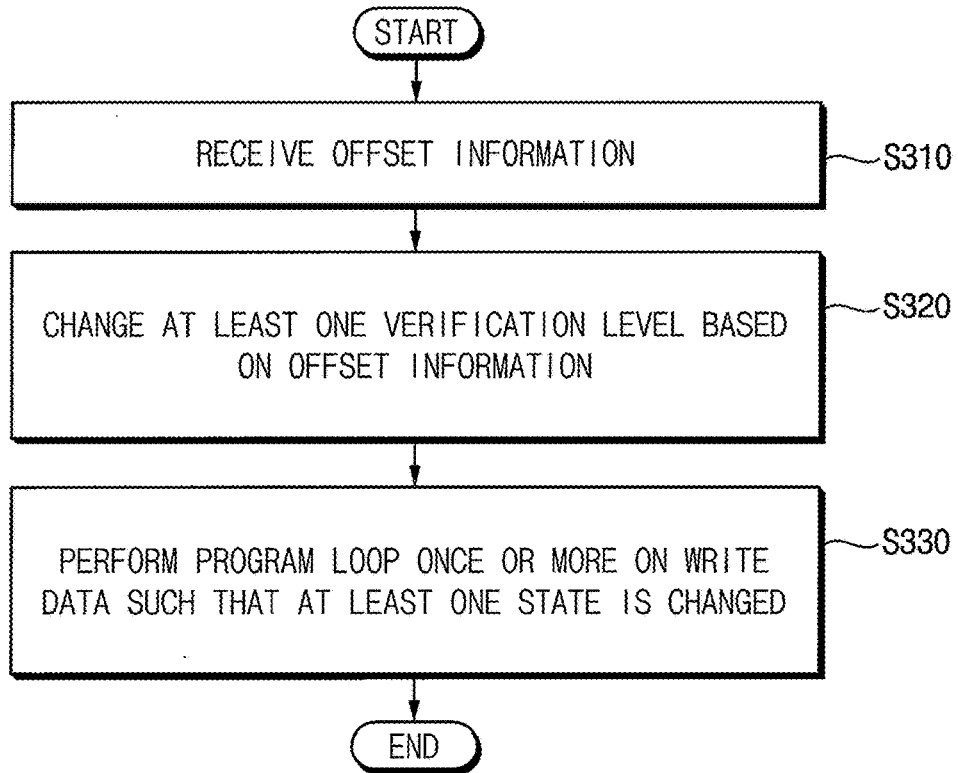 START
RECEIVE OFFSET INFORMATION
S310
CHANGE AT LEAST ONE VERIFICATION LEVEL BASED
ON OFFSET INFORMATION
S320
PERFORM PROGRAM LOOP ONCE OR MORE ON WRITE
DATA SUCH THAT AT LEAST ONE STATE IS CHANGED
S330
END